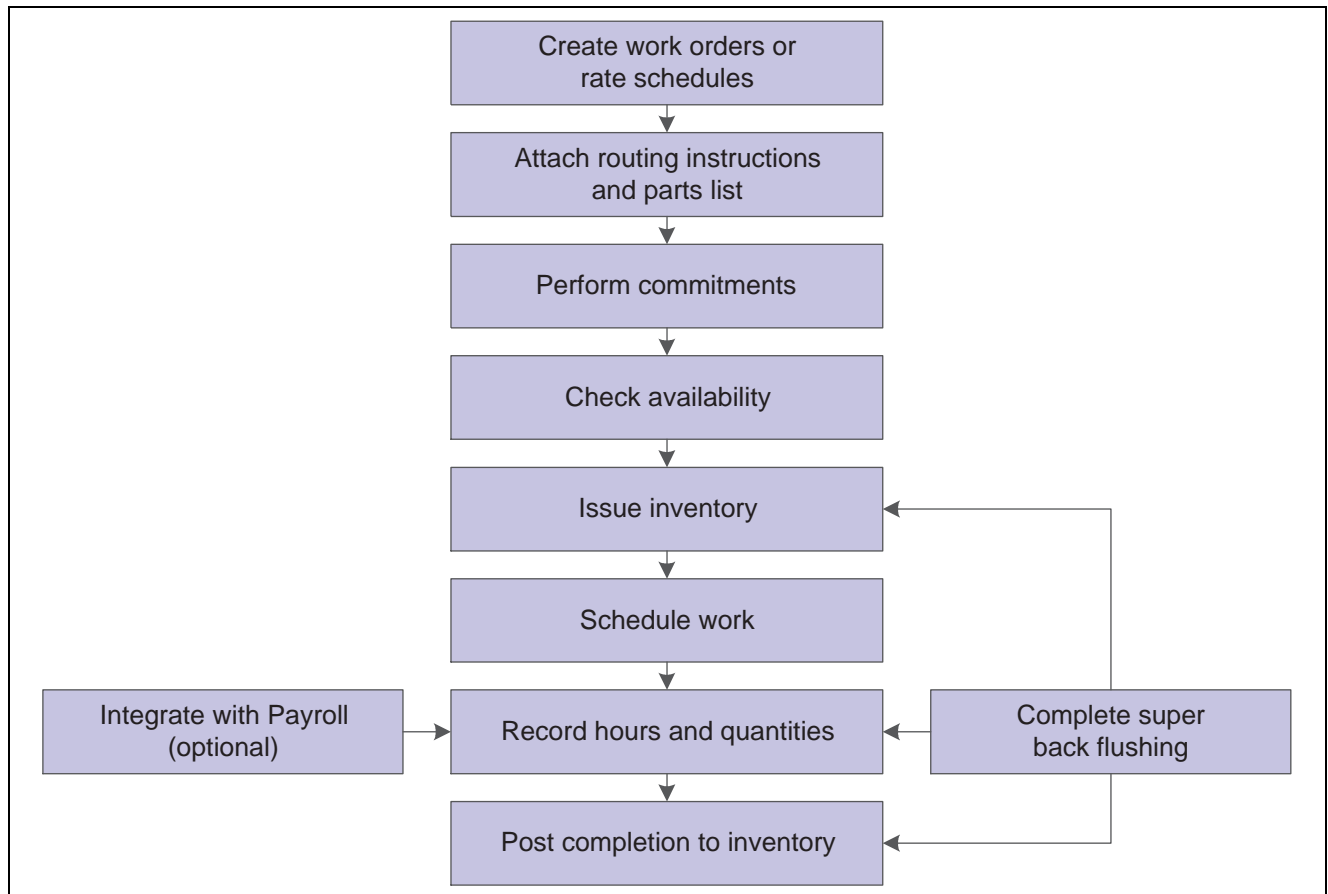 Create work orders or
rate schedules
Attach routing instructions
and parts list
Perform commitments
Check availability
Issue inventory
Schedule work
Integrate with Payroll
(optional)
Record hours and quantities
Complete super
back flushing
Post completion to inventory